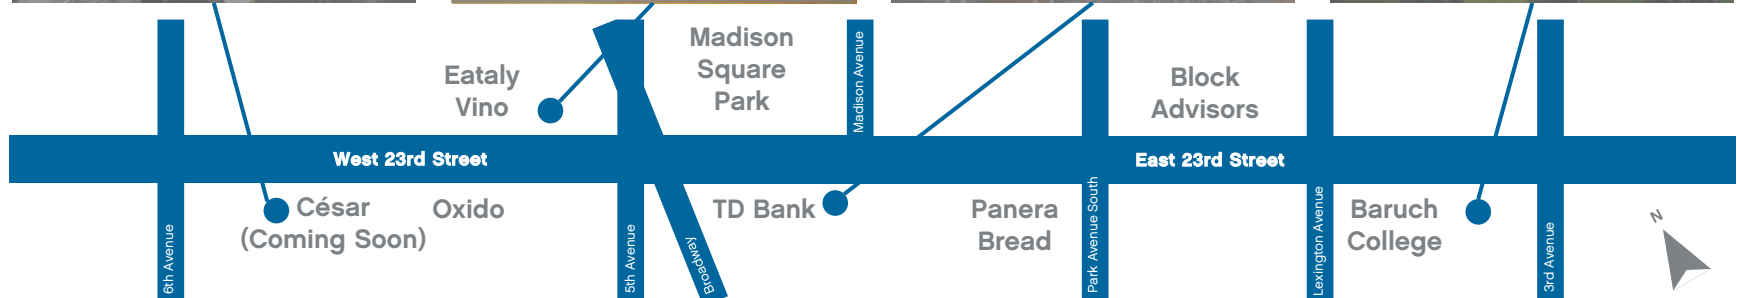 Madison
Square
Park
Eataly
Vino
Block
Advisors
Madison Avenue
West 23rd Street
East 23rd Street
César
(Coming Soon)
Oxido
TD Bank
Panera
Bread
Baruch
College
6th Avenue
5th Avenue
Broadway
Park Avenue South
Lexington Avenue
3rd Avenue
N